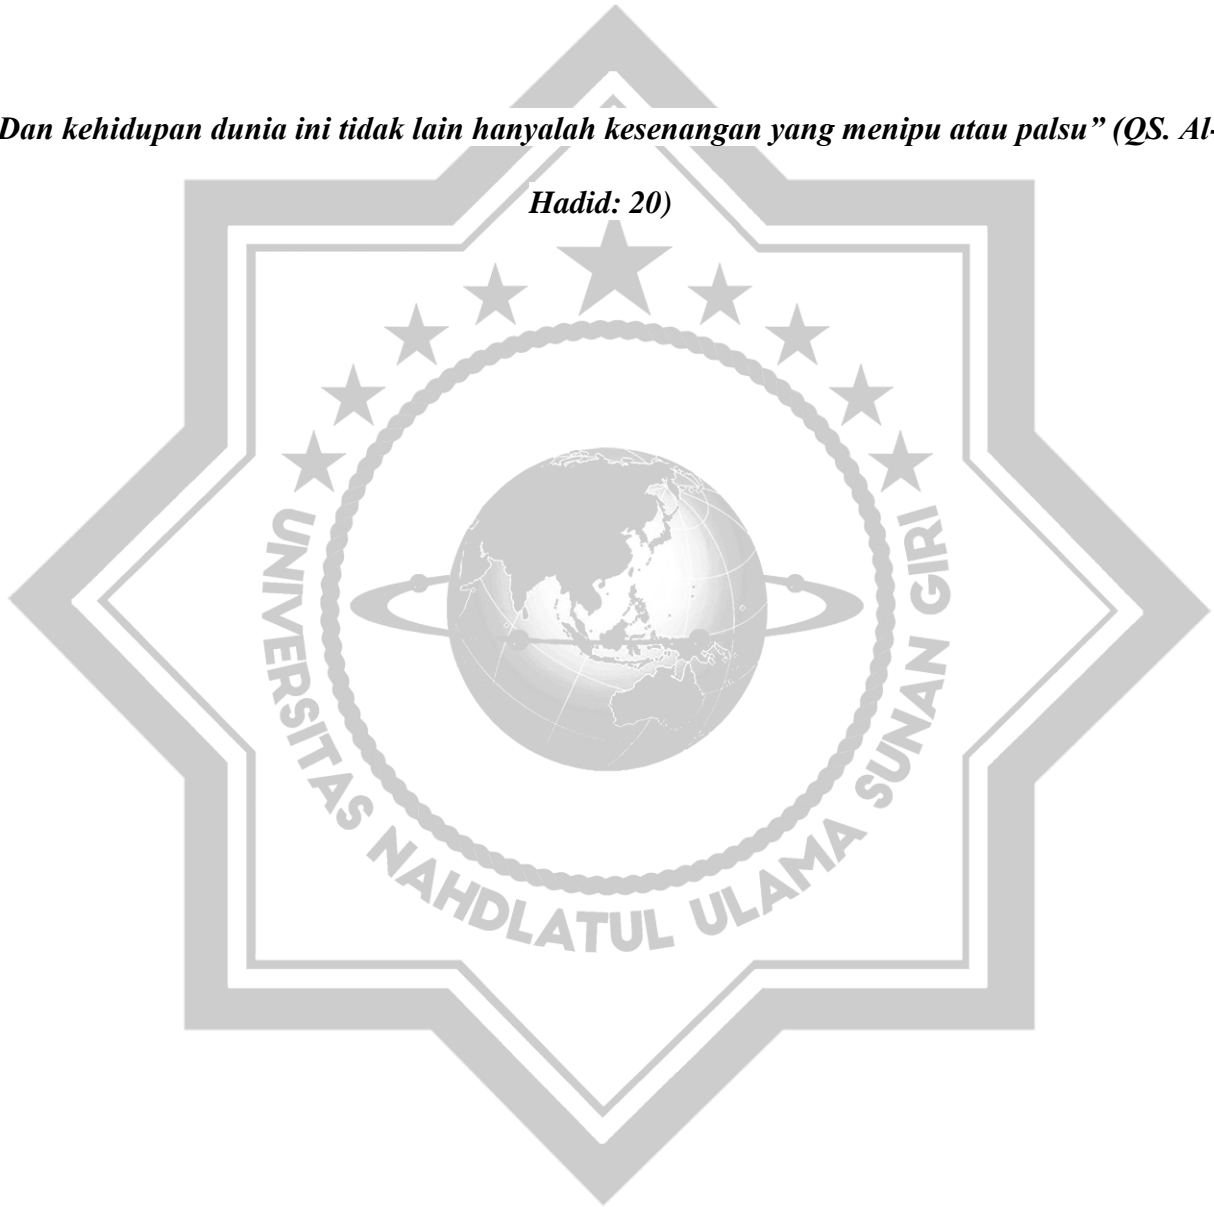 Dan kehidupan dunia ini tidak lain hanyalah kesenangan yang menipu atau palsu” (QS. Al-
Hadid: 20)
UNIVERSITAS NAHDLATUL ULAMA SUNAN GIRI